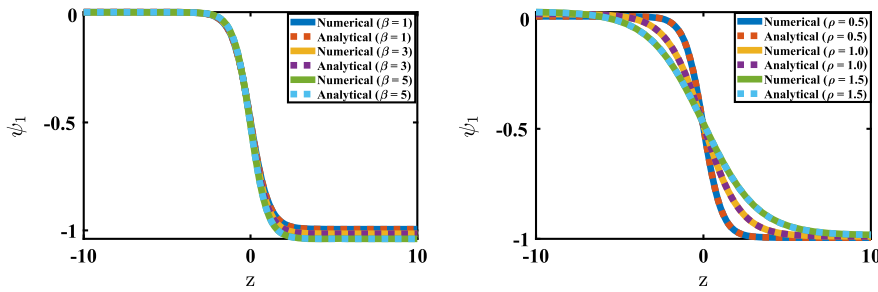 0
-0.5
-1
-10
0
10
z
ψ1
Numerical (β = 1)
Analytical (β = 1)
Numerical (β = 3)
Analytical (β = 3)
Numerical (β = 5)
Analytical (β = 5)
0
-0.5
-1
-10
0
10
z
ψ1
Numerical (ρ = 0.5)
Analytical (ρ = 0.5)
Numerical (ρ = 1.0)
Analytical (ρ = 1.0)
Numerical (ρ = 1.5)
Analytical (ρ = 1.5)